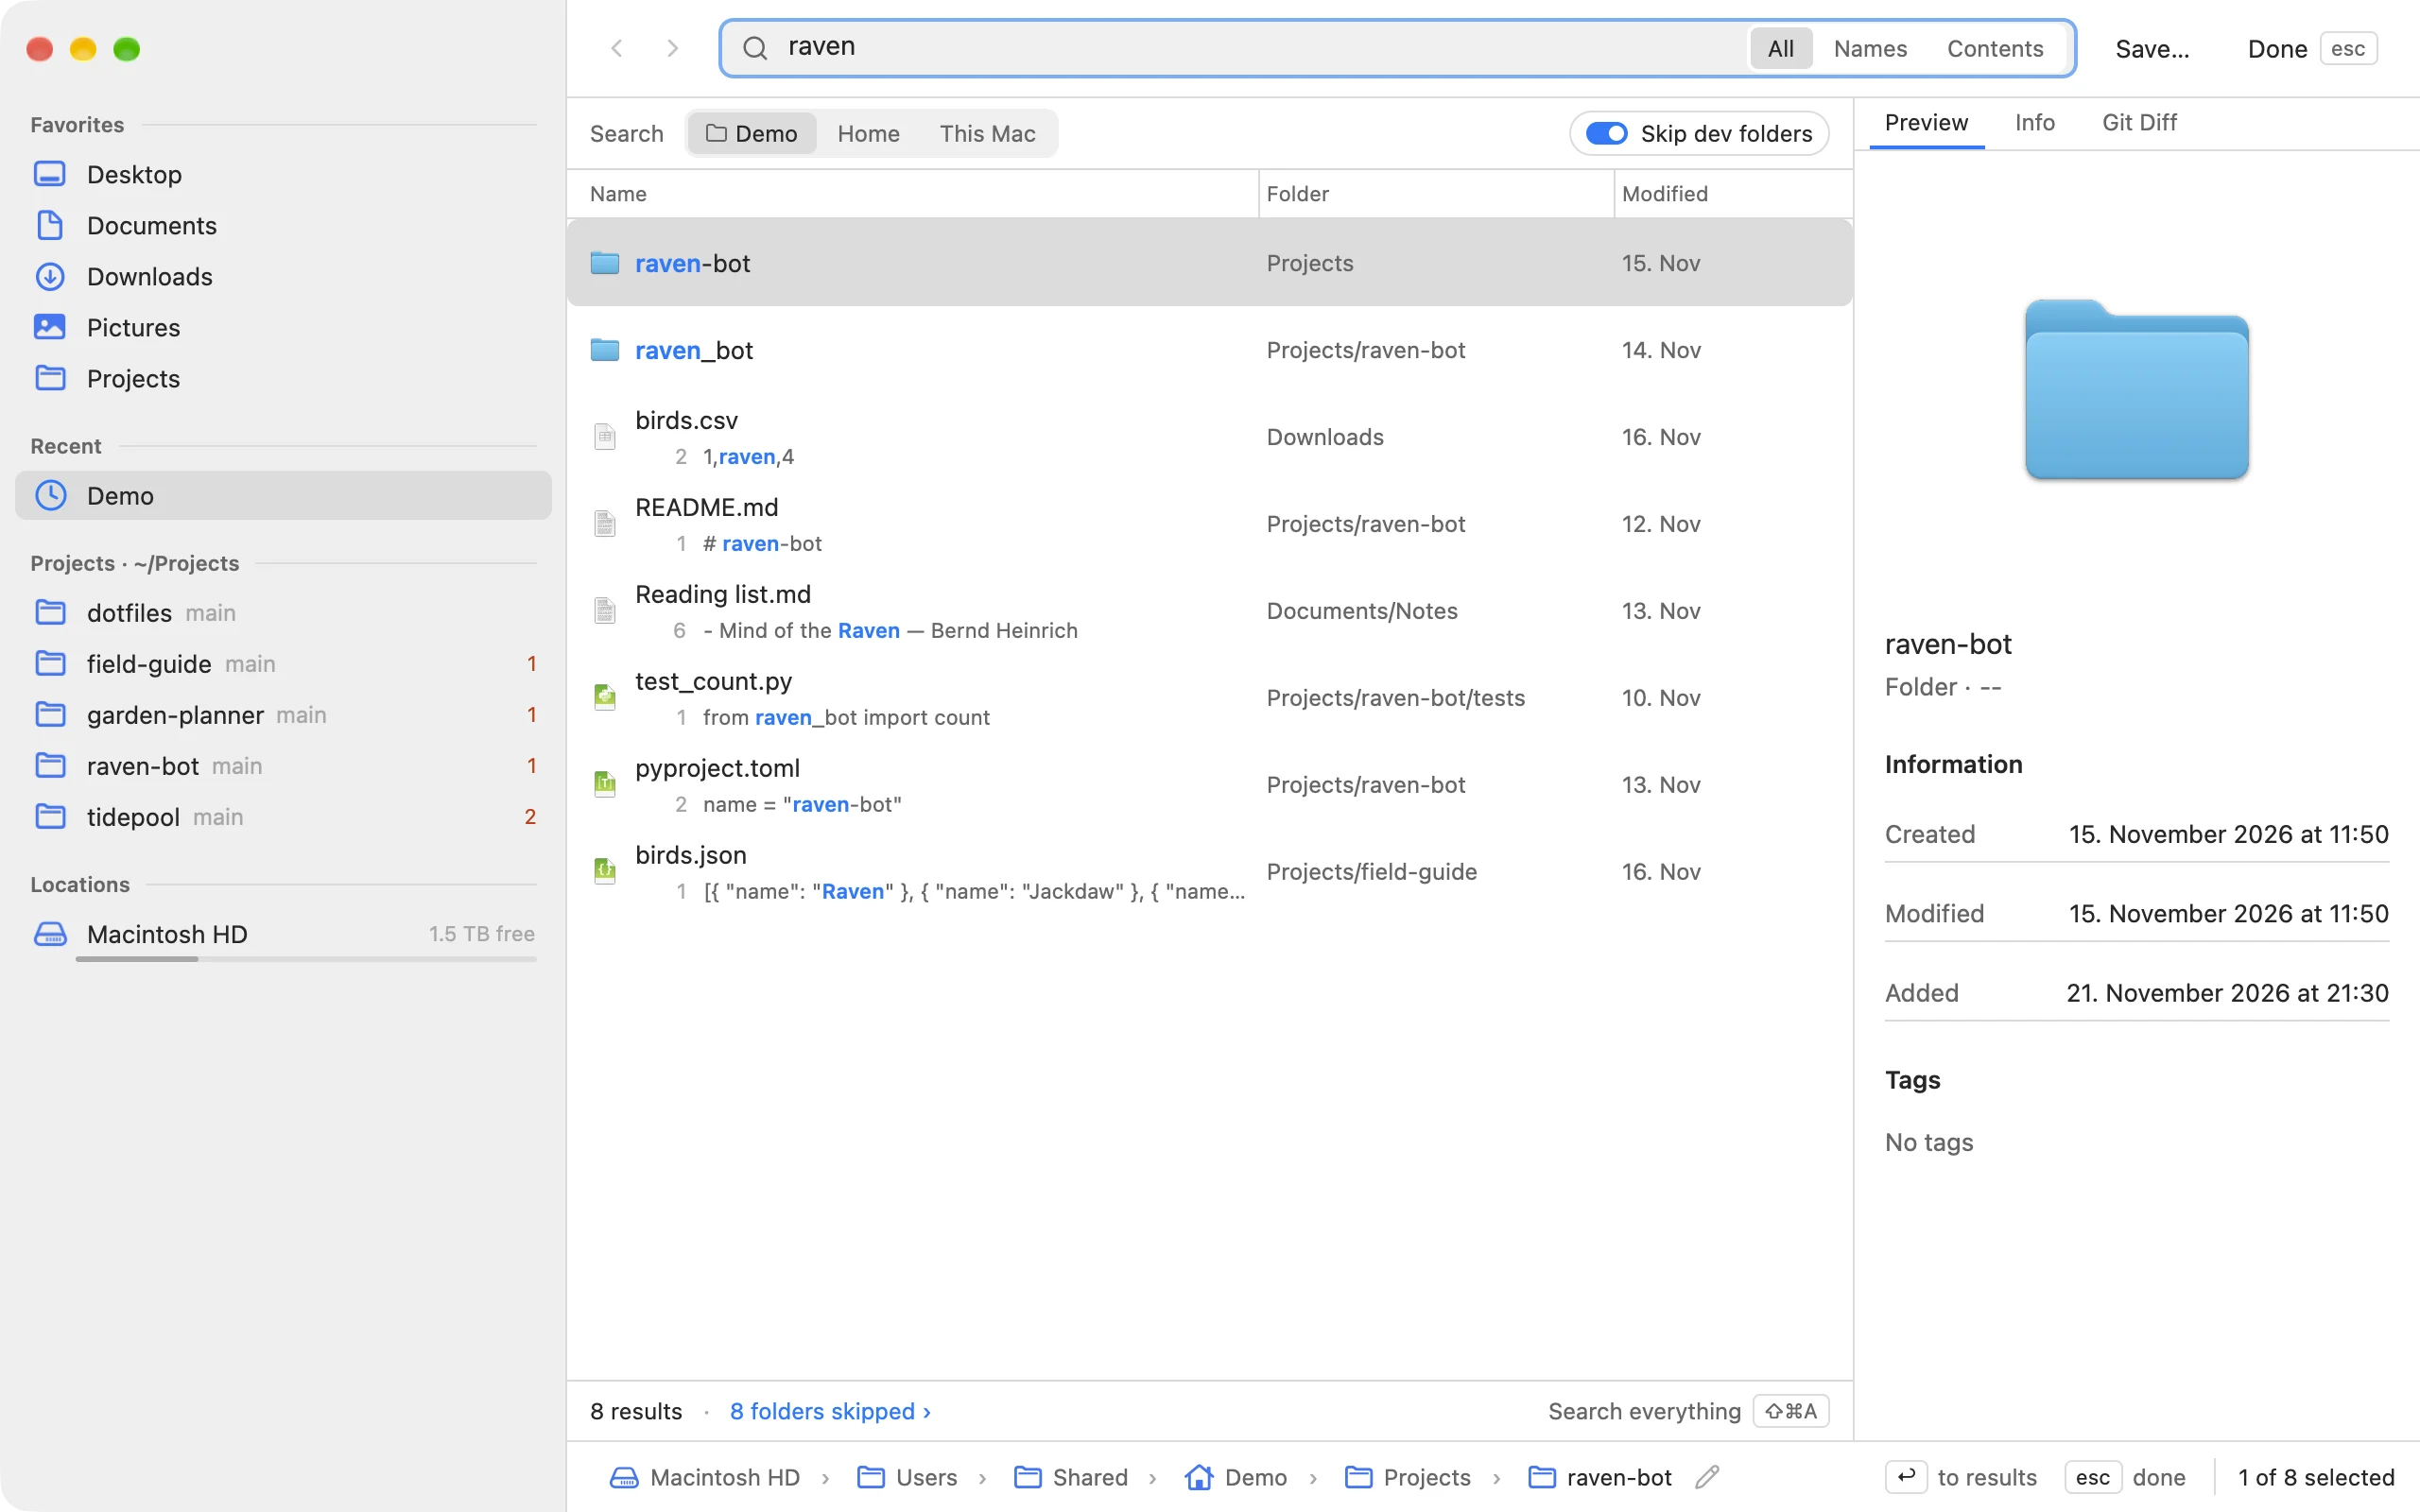 raven
All Names Contents
Save... Done esc
Favorites
Desktop
Documents
Downloads
Pictures
Projects
Recent
Demo
Projects · ~/Projects
dotfiles main
field-guide main 1
garden-planner main 1
raven-bot main 1
tidepool main 2
Locations
Macintosh HD 1.5 TB free
Search Demo Home This Mac Skip dev folders
Name Folder Modified
raven-bot Projects 15. Nov
raven_bot Projects/raven-bot 14. Nov
birds.csv Downloads 16. Nov
2 1,raven,4
README.md Projects/raven-bot 12. Nov
1 # raven-bot
Reading list.md Documents/Notes 13. Nov
6 - Mind of the Raven — Bernd Heinrich
test_count.py Projects/raven-bot/tests 10. Nov
1 from raven_bot import count
pyproject.toml Projects/raven-bot 13. Nov
2 name = "raven-bot"
birds.json Projects/field-guide 16. Nov
1 [{ "name": "Raven" }, { "name": "Jackdaw" }, { "name...
8 results · 8 folders skipped ›
Search everything ⇧⌘A
Preview Info Git Diff
raven-bot
Folder · --
Information
Created 15. November 2026 at 11:50
Modified 15. November 2026 at 11:50
Added 21. November 2026 at 21:30
Tags
No tags
Macintosh HD › Users › Shared › Demo › Projects › raven-bot
↩ to results esc done 1 of 8 selected